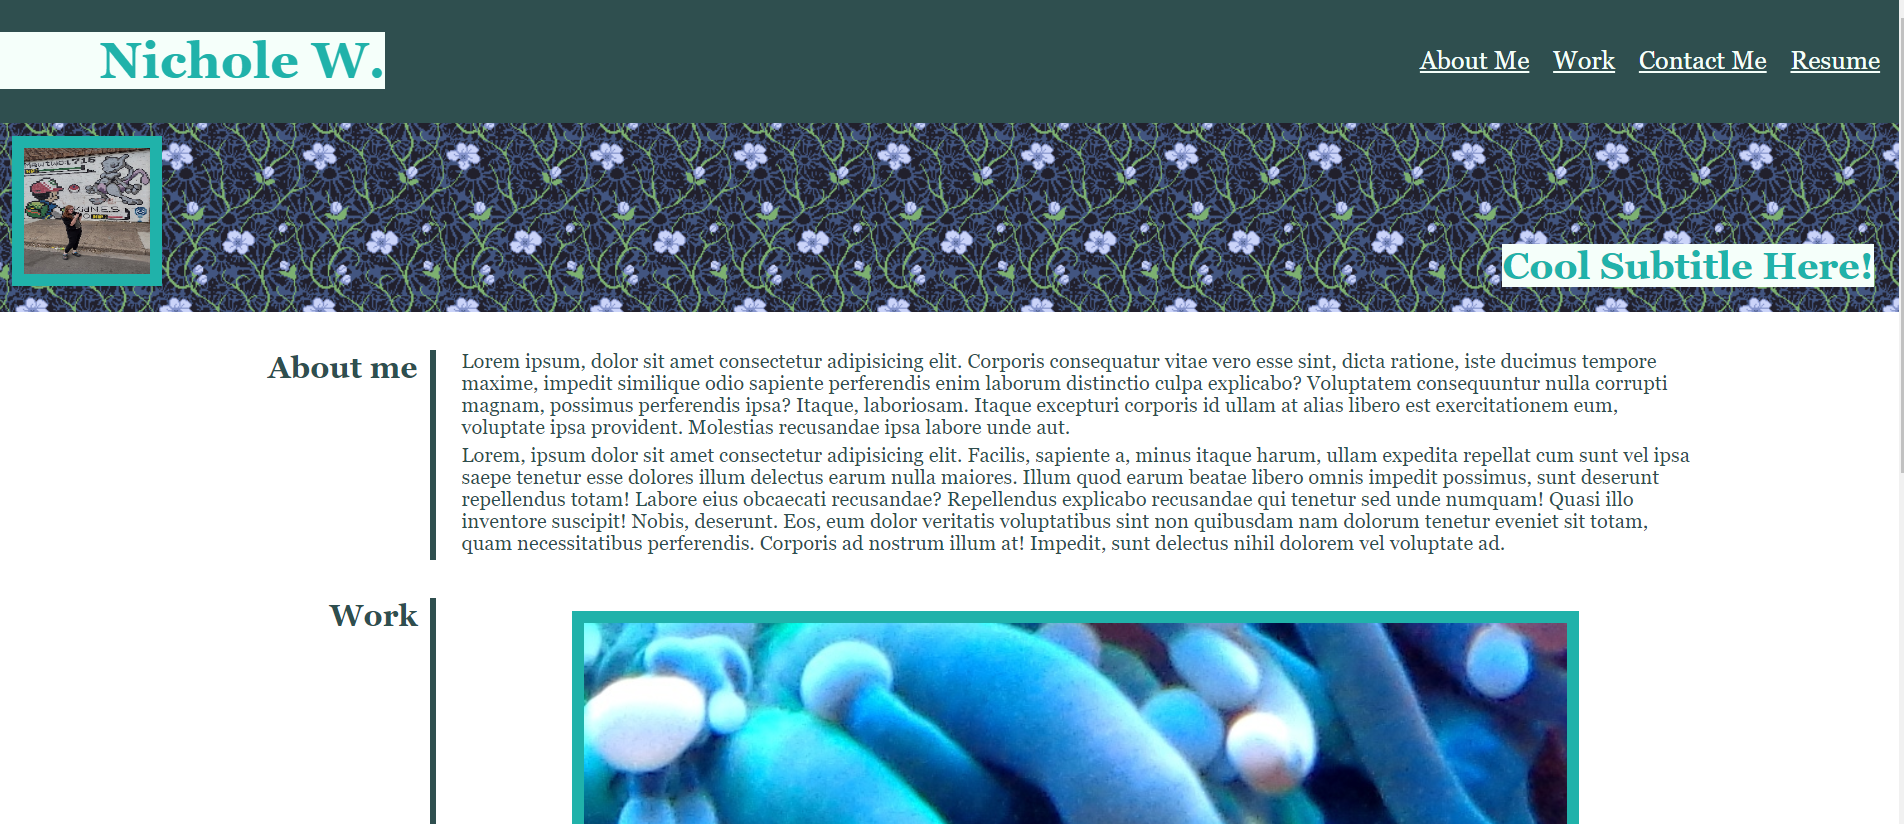 Nichole W.
About Me Work Contact Me Resume
Cool Subtitle Here!
About me
Lorem ipsum, dolor sit amet consectetur adipisicing elit. Corporis consequatur vitae vero esse sint, dicta ratione, iste ducimus tempore
maxime, impedit similique odio sapiente perferendis enim laborum distinctio culpa explicabo? Voluptatem consequuntur nulla corrupti
magnam, possimus perferendis ipsa? Itaque, laboriosam. Itaque excepturi corporis id ullam at alias libero est exercitationem eum,
voluptate ipsa provident. Molestias recusandae ipsa labore unde aut.
Lorem, ipsum dolor sit amet consectetur adipisicing elit. Facilis, sapiente a, minus itaque harum, ullam expedita repellat cum sunt vel ipsa
saepe tenetur esse dolores illum delectus earum nulla maiores. Illum quod earum beatae libero omnis impedit possimus, sunt deserunt
repellendus totam! Labore eius obcaecati recusandae? Repellendus explicabo recusandae qui tenetur sed unde numquam! Quasi illo
inventore suscipit! Nobis, deserunt. Eos, eum dolor veritatis voluptatibus sint non quibusdam nam dolorum tenetur eveniet sit totam,
quam necessitatibus perferendis. Corporis ad nostrum illum at! Impedit, sunt delectus nihil dolorem vel voluptate ad.
Work